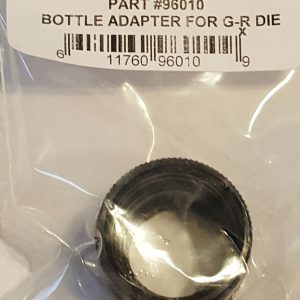 PART #96010
BOTTLE ADAPTER FOR G-R DIE
x
6 11760 96010 9